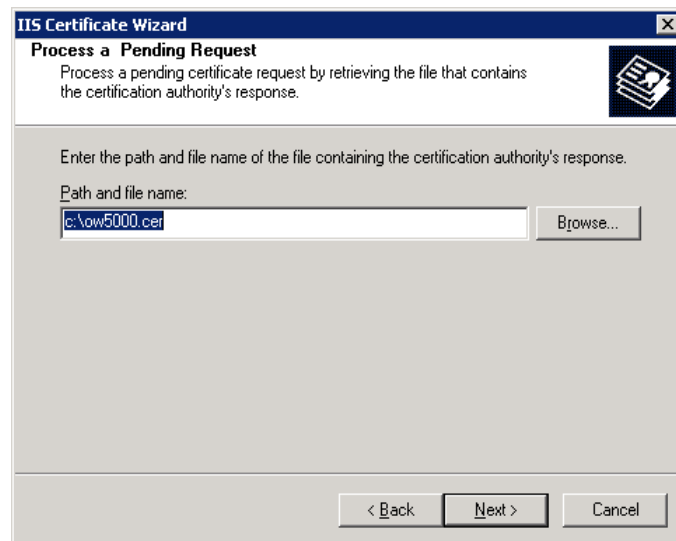 IIS Certificate Wizard
Process a Pending Request
Process a pending certificate request by retrieving the file that contains
the certification authority's response.
Enter the path and file name of the file containing the certification authority's response.
Path and file name:
c:\ow5000.cer
Browse...
< Back
Next >
Cancel